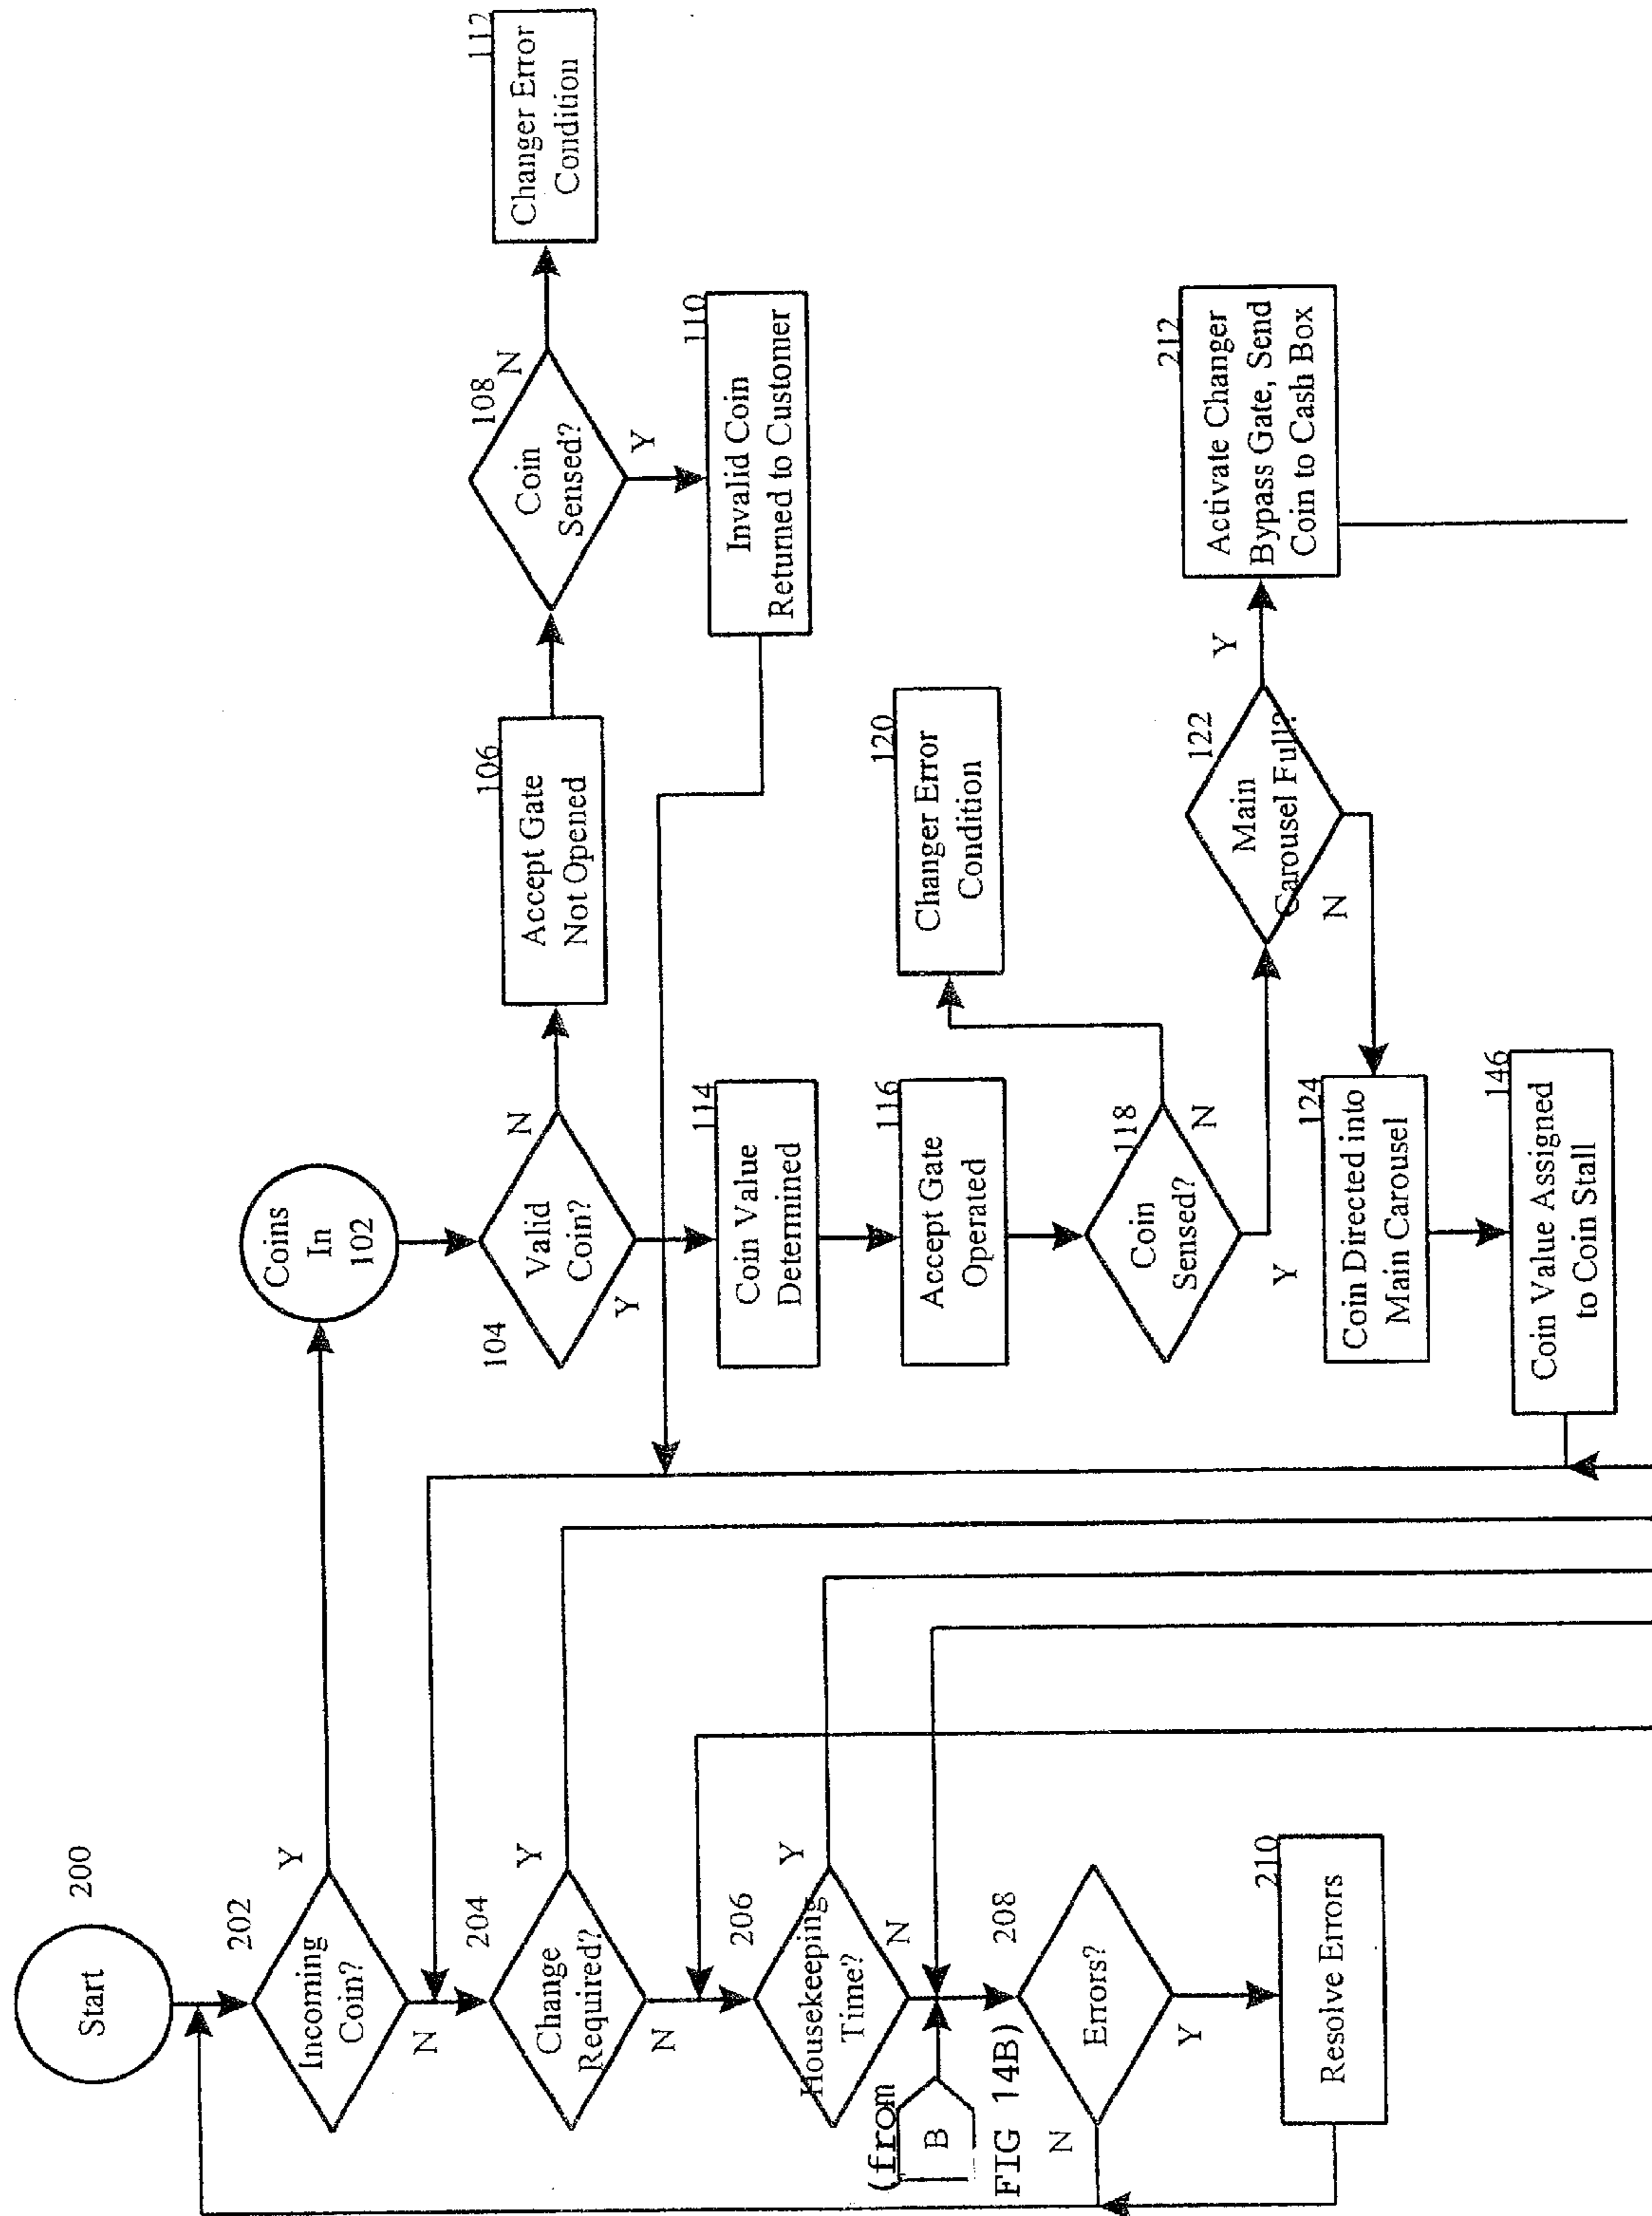 Start
200
202
Incoming
Coin?
Y
N
204
Change
Required?
Y
N
206
Housekeeping
Time?
Y
N
(from
B
FIG 14B)
208
Errors?
N
Y
210
Resolve Errors
Coins
In
102
104
Valid
Coin?
N
Y
106
Accept Gate
Not Opened
108
Coin
Sensed?
N
Y
112
Changer Error
Condition
110
Invalid Coin
Returned to Customer
114
Coin Value
Determined
116
Accept Gate
Operated
118
Coin
Sensed?
N
Y
120
Changer Error
Condition
122
Main
Carousel Full?
Y
N
212
Activate Changer
Bypass Gate, Send
Coin to Cash Box
124
Coin Directed into
Main Carousel
146
Coin Value Assigned
to Coin Stall